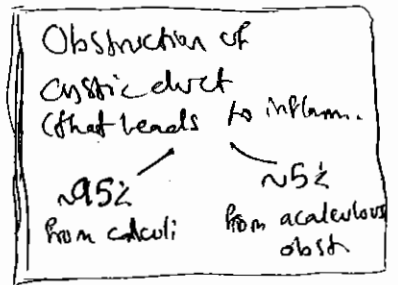 Obstruction of
cystic duct
(that leads to inflam.
~95%
from calculi
~5%
from acalculous
obst